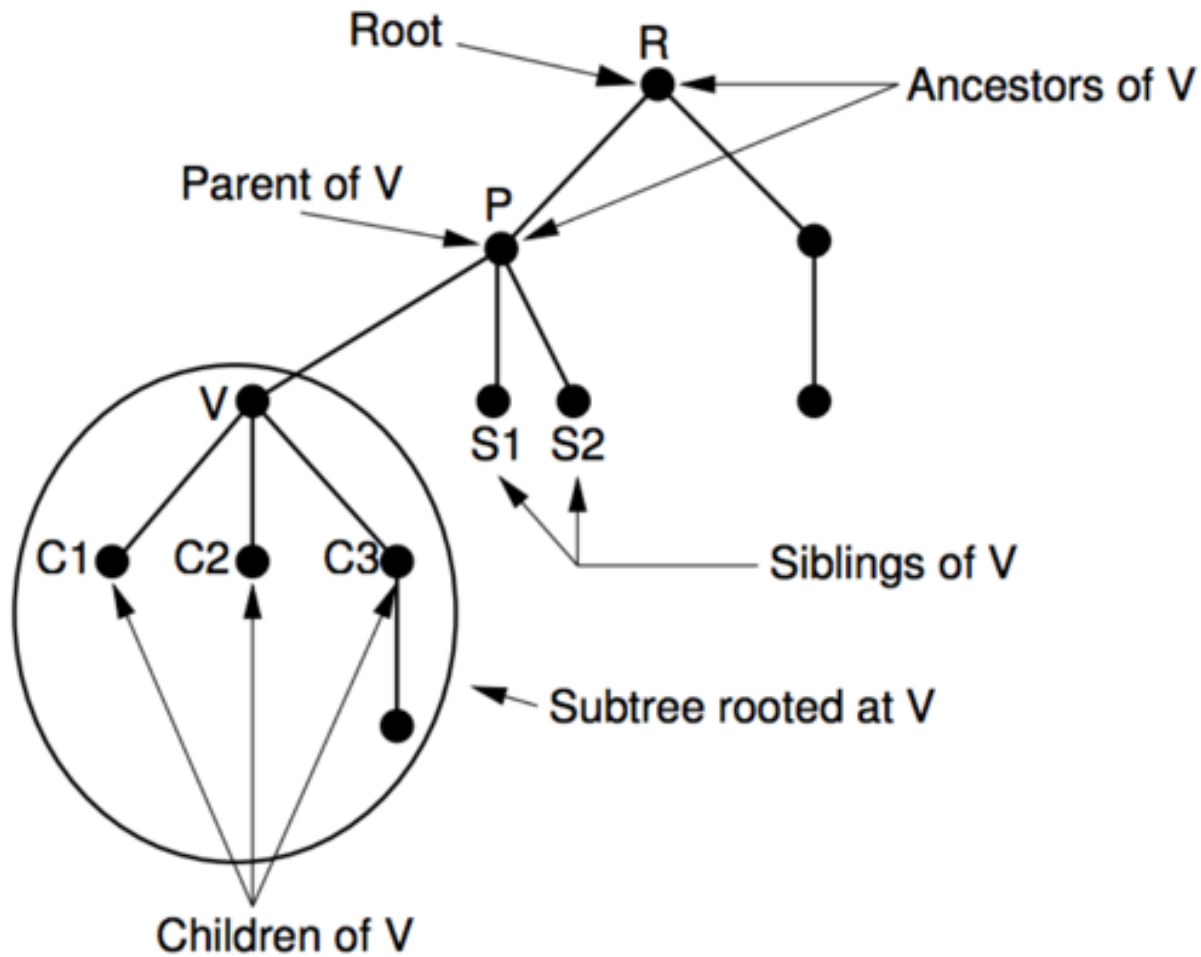 Root
R
Ancestors of V
Parent of V
P
V
S1 S2
C1 C2 C3
Siblings of V
Subtree rooted at V
Children of V